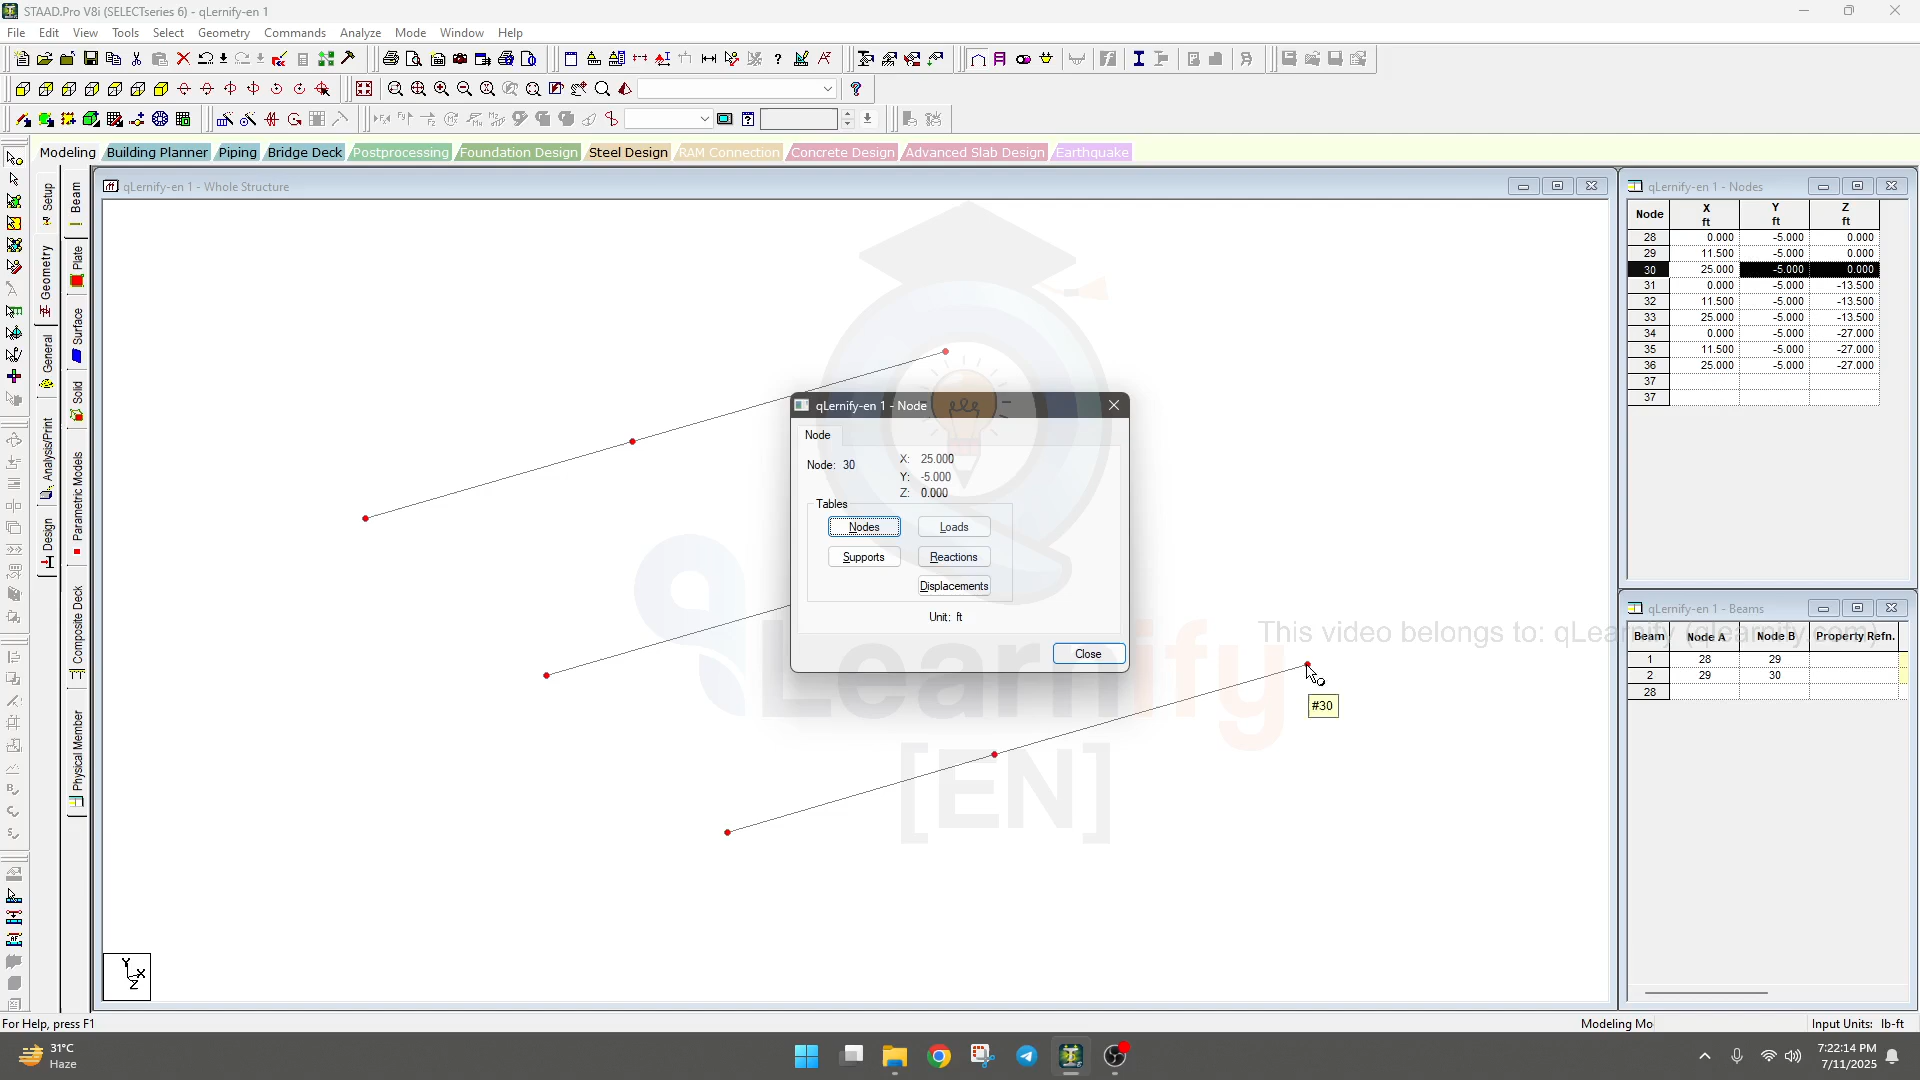 STAAD.Pro V8i (SELECTseries 6) - qLernify-en 1
File Edit View Tools Select Geometry Commands Analyze Mode Window Help
Modeling Building Planner Piping Bridge Deck Postprocessing Foundation Design Steel Design RAM Connection Concrete Design Advanced Slab Design Earthquake
Setup
Geometry
General
Analysis/Print
Design
Beam
Plate
Surface
Solid
Parametric Models
Composite Deck
Physical Member
qLernify-en 1 - Whole Structure
qLernify-en 1 - Node
Node
Node: 30
X: 25.000
Y: -5.000
Z: 0.000
Tables
Nodes Loads
Supports Reactions
Displacements
Unit: ft
Close
#30
qLearnify
[EN]
This video belongs to: qLearnify (qlearnify.com)
Y
X
Z
qLernify-en 1 - Nodes
Node X ft Y ft Z ft
28 0.000 -5.000 0.000
29 11.500 -5.000 0.000
30 25.000 -5.000 0.000
31 0.000 -5.000 -13.500
32 11.500 -5.000 -13.500
33 25.000 -5.000 -13.500
34 0.000 -5.000 -27.000
35 11.500 -5.000 -27.000
36 25.000 -5.000 -27.000
37
37
qLernify-en 1 - Beams
Beam Node A Node B Property Refn.
1 28 29
2 29 30
28
For Help, press F1
Modeling Mo
Input Units: lb-ft
31°C
Haze
7:22:14 PM
7/11/2025